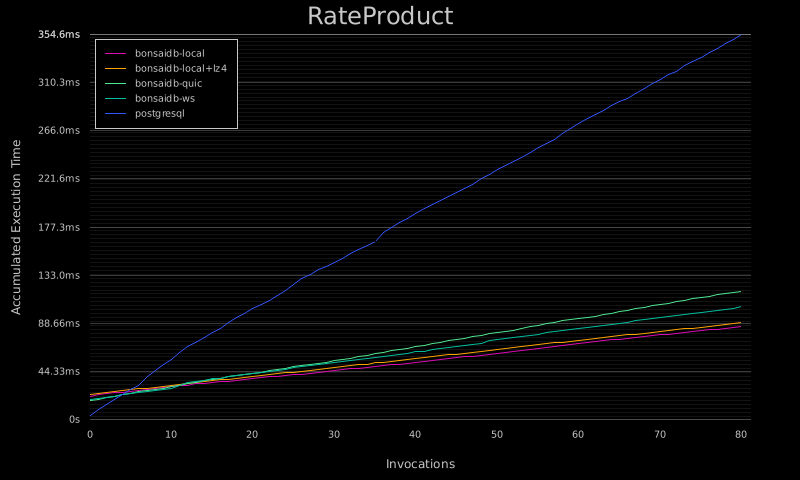 RateProduct
354.6ms
310.3ms
266.0ms
221.6ms
177.3ms
133.0ms
88.66ms
44.33ms
0s
Accumulated Execution Time
bonsaidb-local
bonsaidb-local+lz4
bonsaidb-quic
bonsaidb-ws
postgresql
0 10 20 30 40 50 60 70 80
Invocations